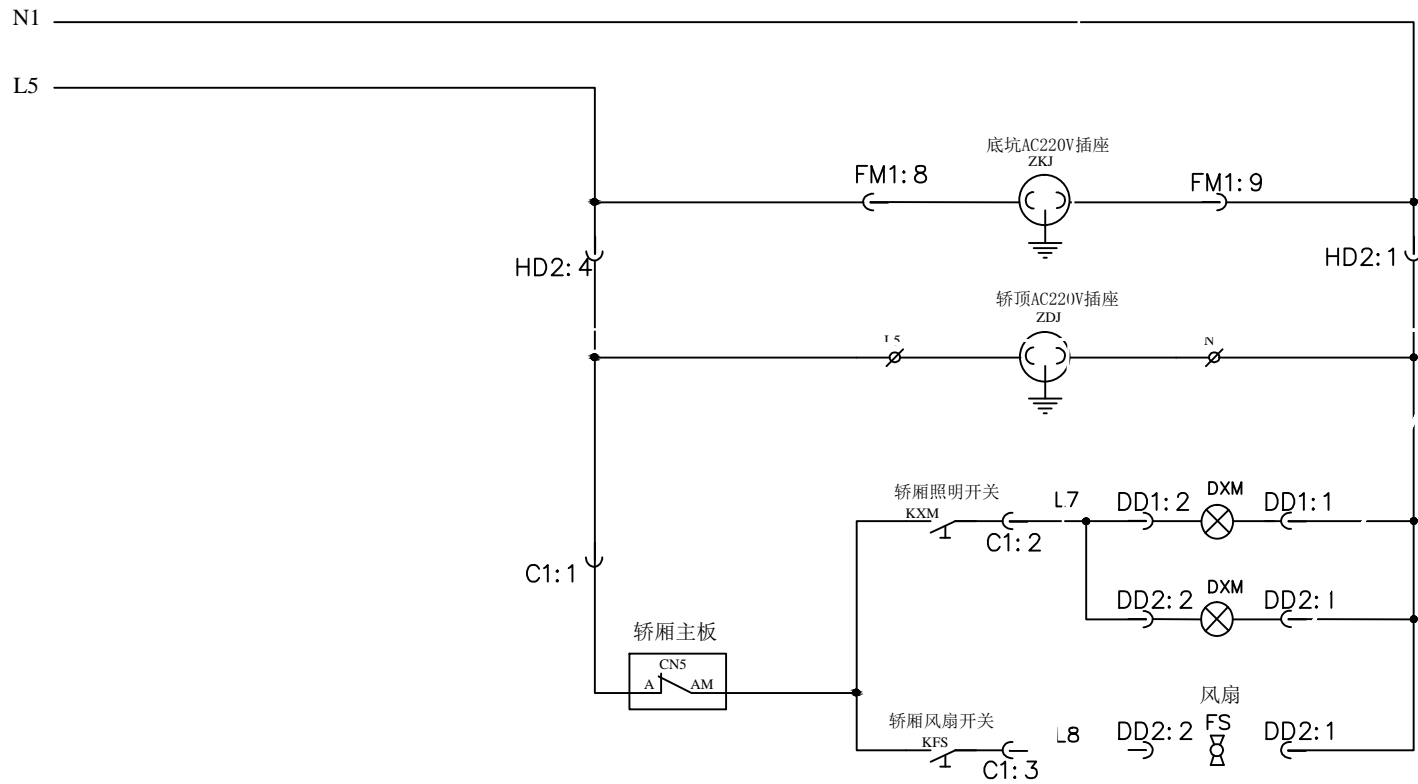 N1
L5
底坑AC220V插座
ZKJ
FM1:8
FM1:9
HD2:4
HD2:1
轿顶AC220V插座
ZDJ
L5
N
轿厢照明开关
KXM
C1:2
L7
DD1:2
DXM
DD1:1
C1:1
DD2:2
DXM
DD2:1
轿厢主板
CN5
A
AM
轿厢风扇开关
KFS
C1:3
L8
DD2:2
风扇
FS
DD2:1